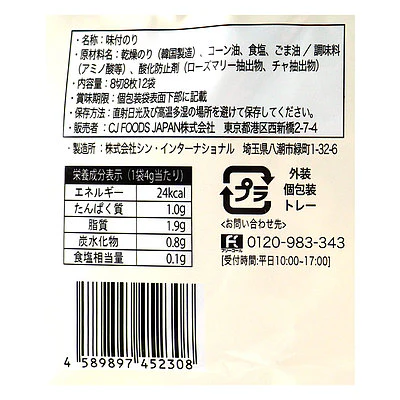 ・名称：味付のり
・原材料名：乾燥のり（韓国製造）、コーン油、食塩、ごま油／調味料
（アミノ酸等）、酸化防止剤（ローズマリー抽出物、チャ抽出物）
・内容量：8切8枚12袋
・賞味期限：個包装袋表面下部に記載
・保存方法：直射日光及び高温多湿の場所を避けて保存してください。
・販売者：CJ FOODS JAPAN株式会社 東京都港区西新橋2-7-4
・製造所：株式会社シン・インターナショナル 埼玉県八潮市緑町1-32-6
栄養成分表示（1袋4g当たり）
エネルギー 24kcal
たんぱく質 1.0g
脂質 1.9g
炭水化物 0.8g
食塩相当量 0.1g
プラ
外装
個包装
トレー
<お問い合わせ先>
フリーコール
0120-983-343
[受付時間:平日10:00～17:00]
4 589897 452308